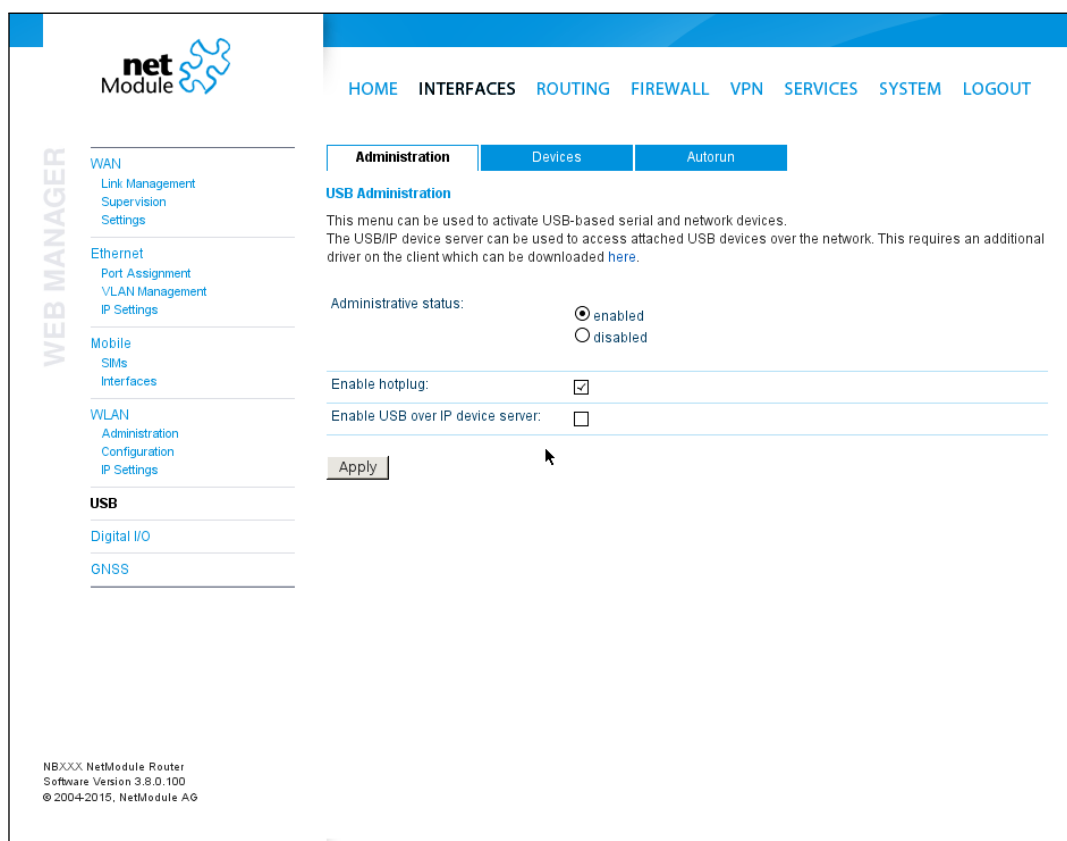 net
Module
HOME INTERFACES ROUTING FIREWALL VPN SERVICES SYSTEM LOGOUT
WEB MANAGER
WAN
Link Management
Supervision
Settings
Ethernet
Port Assignment
VLAN Management
IP Settings
Mobile
SIMs
Interfaces
WLAN
Administration
Configuration
IP Settings
USB
Digital I/O
GNSS
Administration Devices Autorun
USB Administration
This menu can be used to activate USB-based serial and network devices.
The USB/IP device server can be used to access attached USB devices over the network. This requires an additional
driver on the client which can be downloaded here.
Administrative status:
enabled
disabled
Enable hotplug:
Enable USB over IP device server:
Apply
NBXXX NetModule Router
Software Version 3.8.0.100
© 2004-2015, NetModule AG